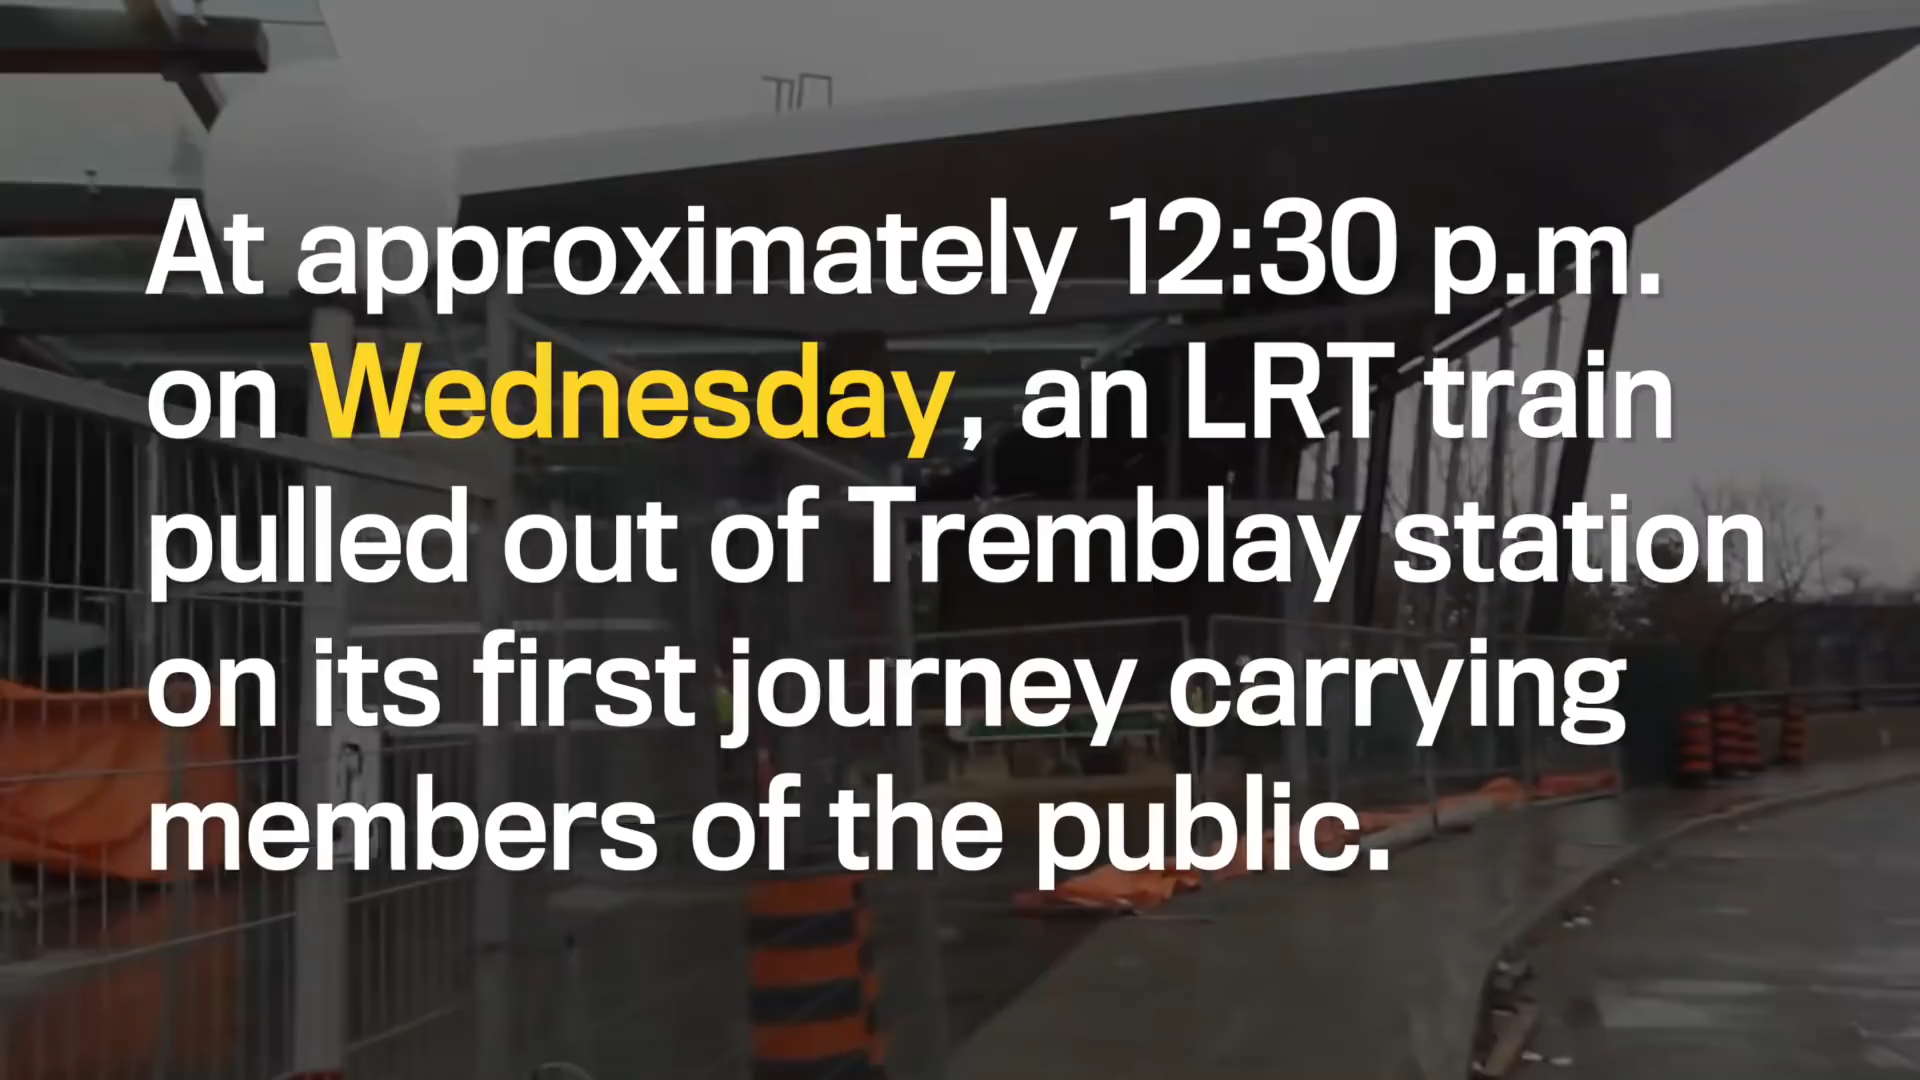 At approximately 12:30 p.m.
on Wednesday, an LRT train
pulled out of Tremblay station
on its first journey carrying
members of the public.